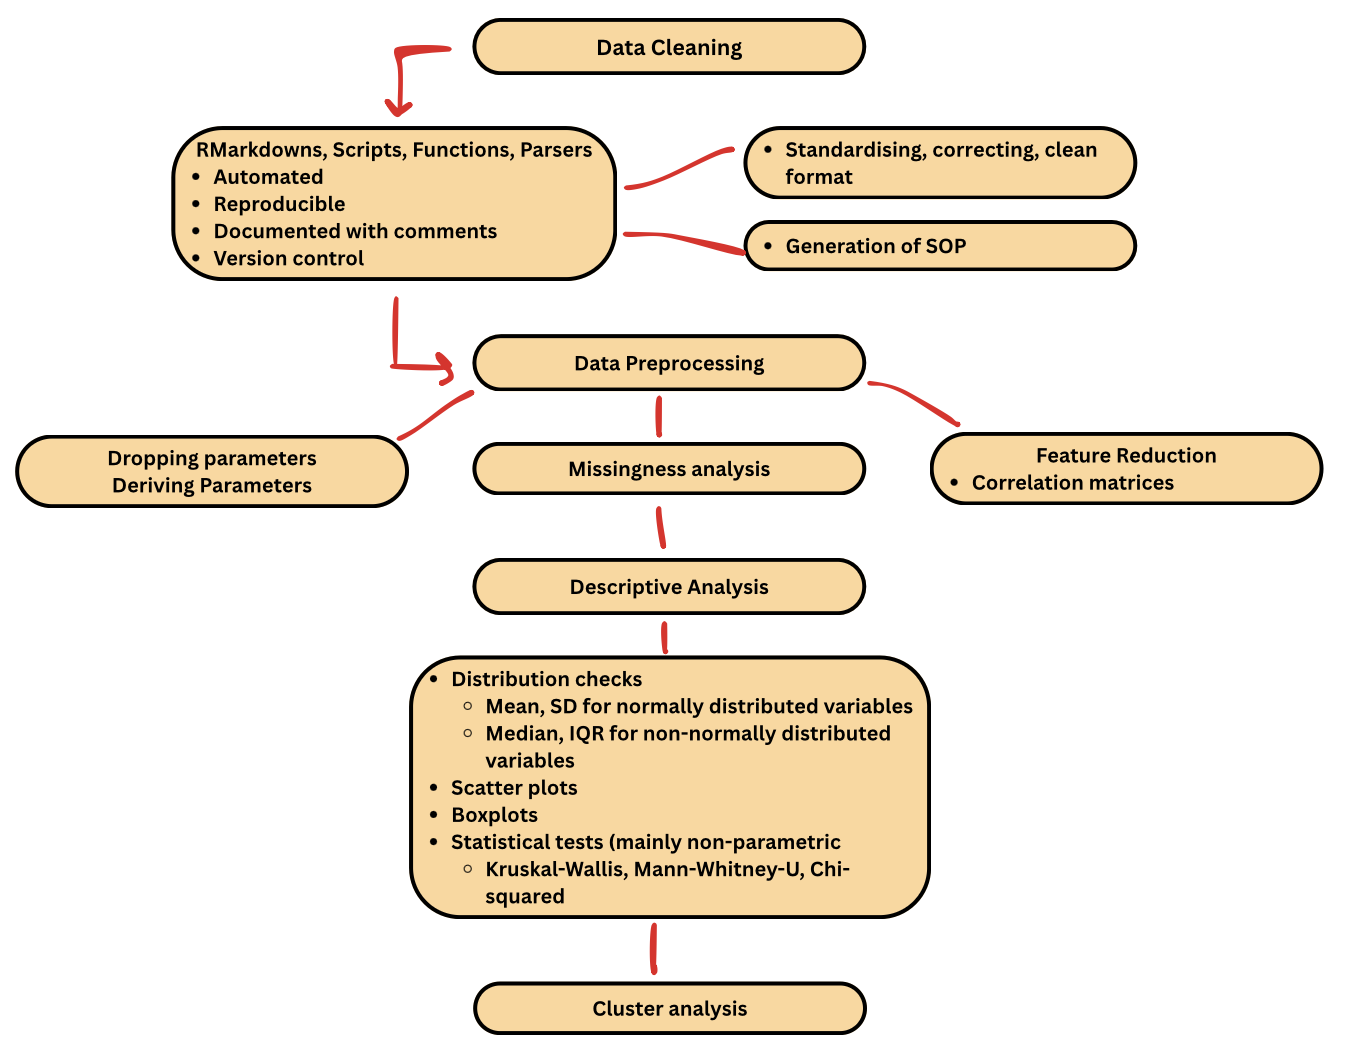 Data Cleaning
RMarkdowns, Scripts, Functions, Parsers
• Automated
• Reproducible
• Documented with comments
• Version control
• Standardising, correcting, clean
format
• Generation of SOP
Data Preprocessing
Dropping parameters
Deriving Parameters
Missingness analysis
Feature Reduction
• Correlation matrices
Descriptive Analysis
• Distribution checks
◦ Mean, SD for normally distributed variables
◦ Median, IQR for non-normally distributed
variables
• Scatter plots
• Boxplots
• Statistical tests (mainly non-parametric
◦ Kruskal-Wallis, Mann-Whitney-U, Chi-
squared
Cluster analysis